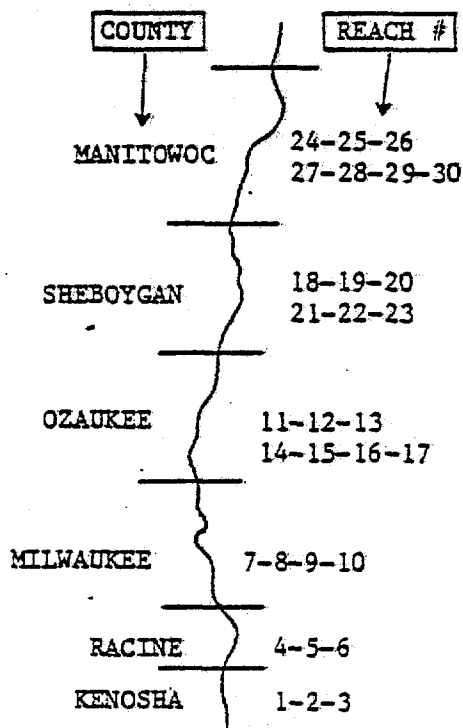 COUNTY REACH #
MANITOWOC 24-25-26
27-28-29-30
SHEBOYGAN 18-19-20
21-22-23
OZAUKEE 11-12-13
14-15-16-17
MILWAUKEE 7-8-9-10
RACINE 4-5-6
KENOSHA 1-2-3